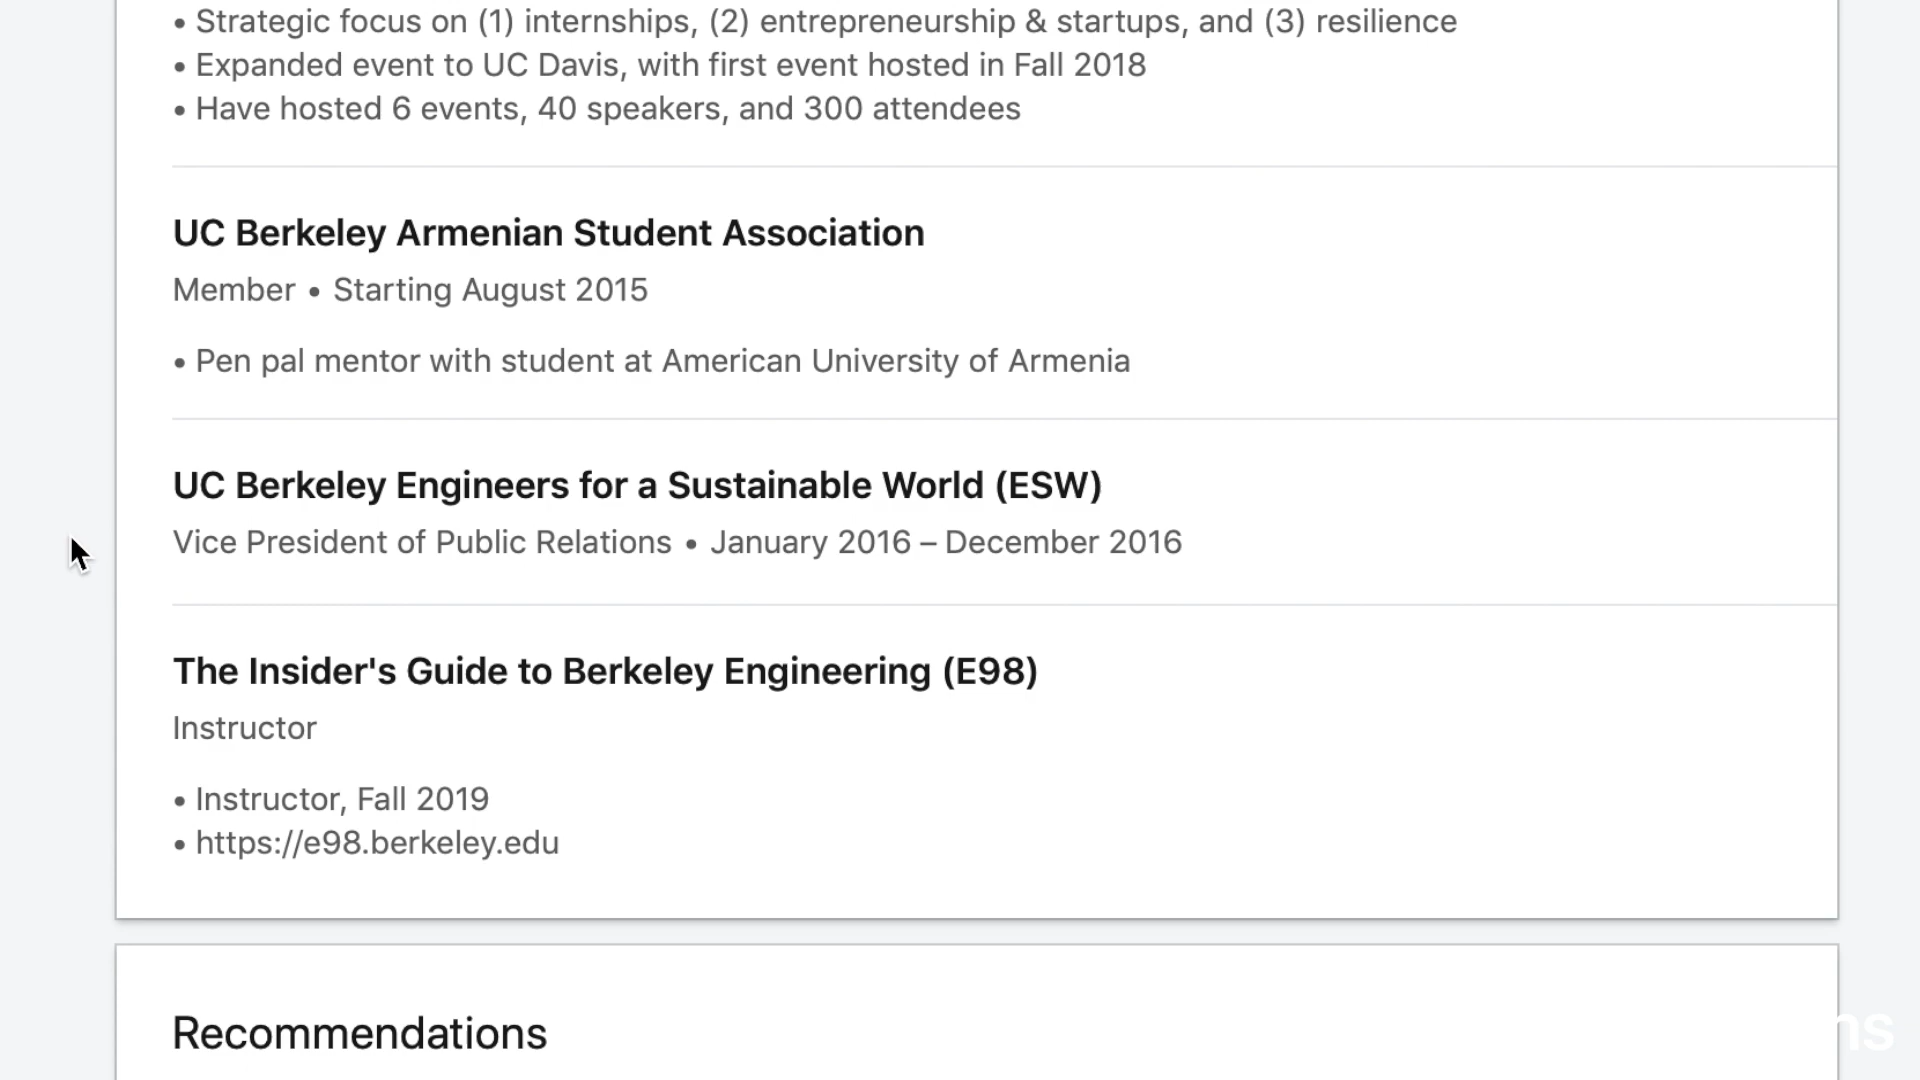 • Strategic focus on (1) internships, (2) entrepreneurship & startups, and (3) resilience
• Expanded event to UC Davis, with first event hosted in Fall 2018
• Have hosted 6 events, 40 speakers, and 300 attendees
UC Berkeley Armenian Student Association
Member • Starting August 2015
• Pen pal mentor with student at American University of Armenia
UC Berkeley Engineers for a Sustainable World (ESW)
Vice President of Public Relations • January 2016 – December 2016
The Insider's Guide to Berkeley Engineering (E98)
Instructor
• Instructor, Fall 2019
• https://e98.berkeley.edu
Recommendations